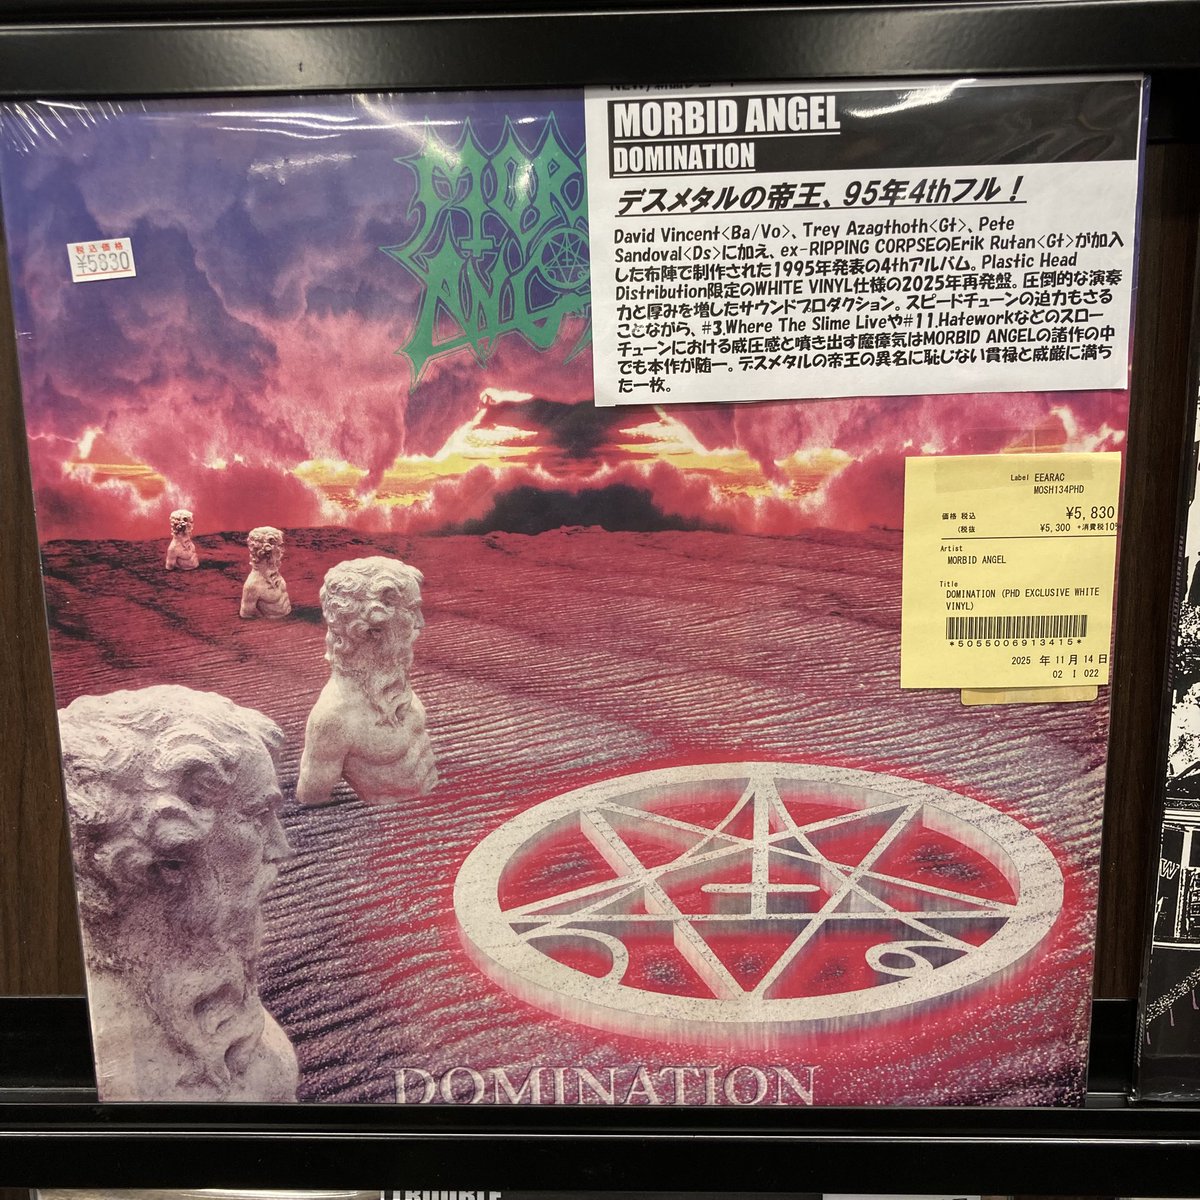 MORBID ANGEL
DOMINATION
デスメタルの帝王、95年4thフル！
David Vincent<Ba/Vo>、Trey Azagthoth<Gt>、Pete
Sandoval<Ds>に加え、ex-RIPPING CORPSEのErik Rutan<Gt>が加入
した布陣で制作された1995年発表の4thアルバム。Plastic Head
Distribution限定のWHITE VINYL仕様の2025年再発盤。圧倒的な演奏
力と厚みを増したサウンドプロダクション。スピードチューンの迫力もさる
ことながら、#3.Where The Slime Liveや#11.Hateworkなどのスロー
チューンにおける威圧感と噴き出す魔瘴気はMORBID ANGELの諸作の中
でも本作が随一。デスメタルの帝王の異名に恥じない貫禄と威厳に満ち
た一枚。
税込価格
¥5830
MOR
ANG
Label EEARAC
MOSH134PHD
価格 税込 ¥5,830
(税抜 ¥5,300 +消費税10%
Artist
MORBID ANGEL
Title
DOMINATION (PHD EXCLUSIVE WHITE
VINYL)
*5055006913415*
2025 年 11 月 14 日
02 I 022
DOMINATION
TROUBLE